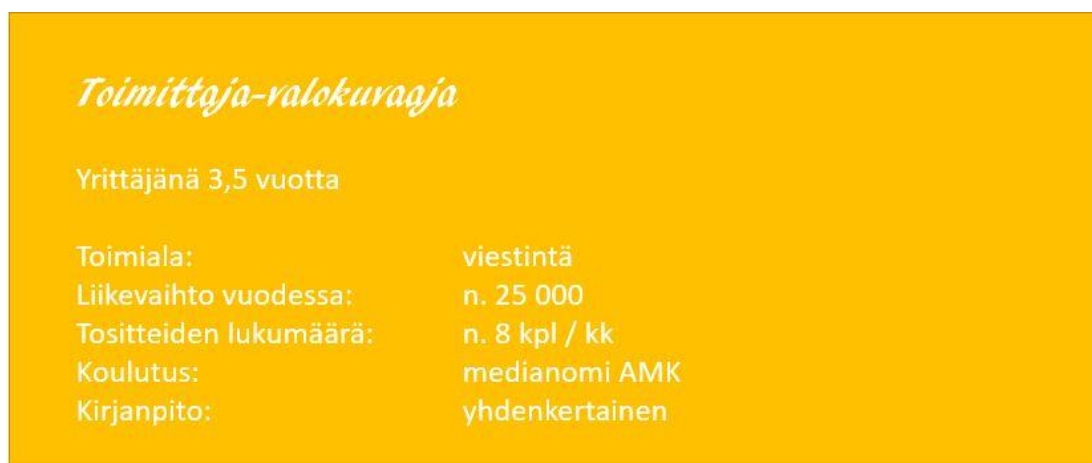 Toimittaja-valokuvaaja
Yrittäjänä 3,5 vuotta
Toimiala: viestintä
Liikevaihto vuodessa: n. 25 000
Tositteiden lukumäärä: n. 8 kpl / kk
Koulutus: medianomi AMK
Kirjanpito: yhdenkertainen